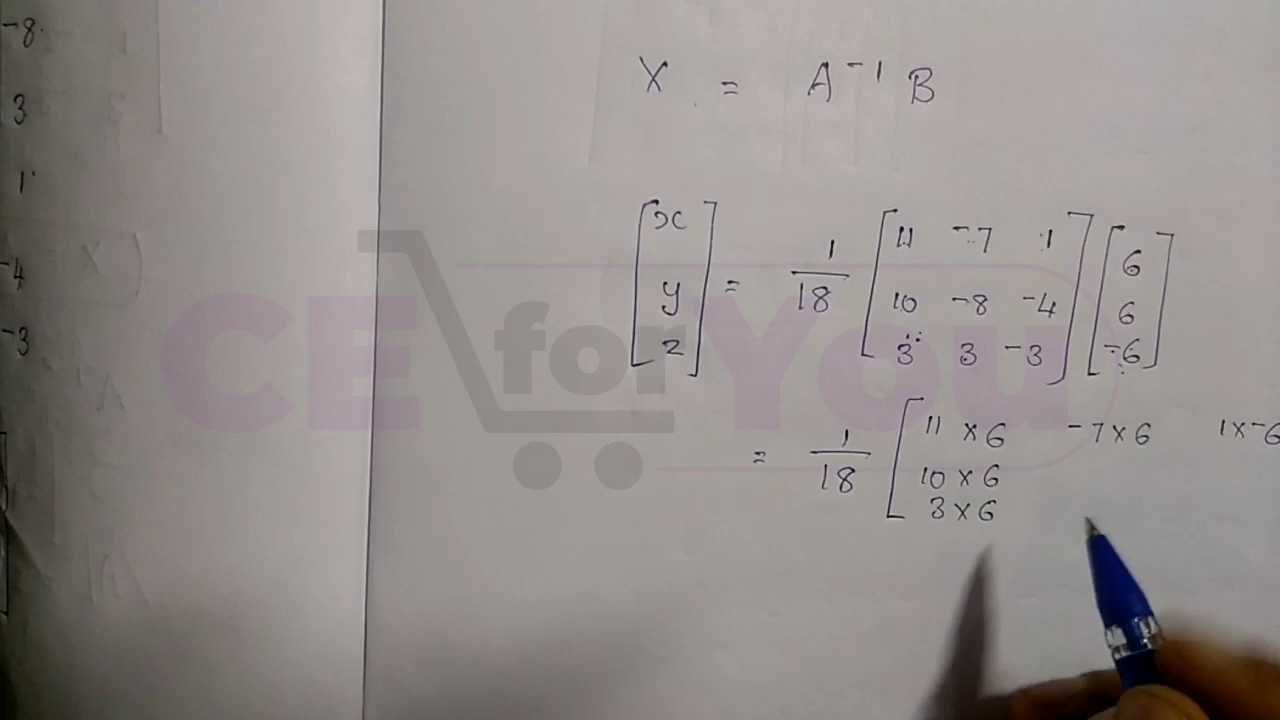 -8
3
1
-4
-3
X = A⁻¹ B
[x y z] = 1/18 [11 -7 1
10 -8 -4
3 3 -3] [6 6 -6]
= 1/18 [11 × 6 -7 × 6 1 × -6
10 × 6
3 × 6
CE for You